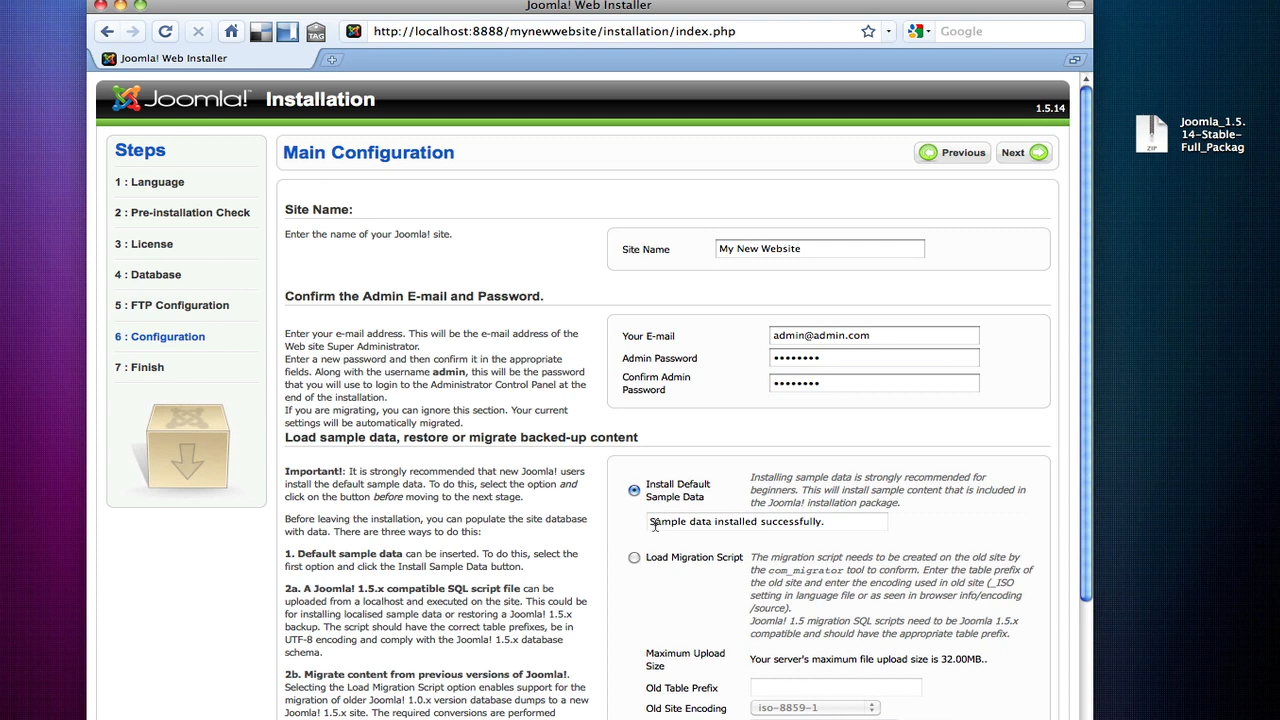 Joomla! Web Installer
TAG
http://localhost:8888/mynewwebsite/installation/index.php
Google
Joomla! Web Installer
Joomla! Installation
1.5.14
Steps
1 : Language
2 : Pre-installation Check
3 : License
4 : Database
5 : FTP Configuration
6 : Configuration
7 : Finish
Main Configuration
Previous
Next
Site Name:
Enter the name of your Joomla! site.
Site Name
My New Website
Confirm the Admin E-mail and Password.
Enter your e-mail address. This will be the e-mail address of the
Web site Super Administrator.
Enter a new password and then confirm it in the appropriate
fields. Along with the username admin, this will be the password
that you will use to login to the Administrator Control Panel at the
end of the installation.
If you are migrating, you can ignore this section. Your current
settings will be automatically migrated.
Your E-mail
admin@admin.com
Admin Password
••••••••
Confirm Admin
Password
••••••••
Load sample data, restore or migrate backed-up content
Important!: It is strongly recommended that new Joomla! users
install the default sample data. To do this, select the option and
click on the button before moving to the next stage.
Before leaving the installation, you can populate the site database
with data. There are three ways to do this:
1. Default sample data can be inserted. To do this, select the
first option and click the Install Sample Data button.
2a. A Joomla! 1.5.x compatible SQL script file can be
uploaded from a localhost and executed on the site. This could be
for installing localised sample data or restoring a Joomla! 1.5.x
backup. The script should have the correct table prefixes, be in
UTF-8 encoding and comply with the Joomla! 1.5.x database
schema.
2b. Migrate content from previous versions of Joomla!.
Selecting the Load Migration Script option enables support for the
migration of older Joomla! 1.0.x version database dumps to a new
Joomla! 1.5.x site. The required conversions are performed
Install Default
Sample Data
Installing sample data is strongly recommended for
beginners. This will install sample content that is included in
the Joomla! installation package.
Sample data installed successfully.
Load Migration Script
The migration script needs to be created on the old site by
the com_migrator tool to conform. Enter the table prefix of
the old site and enter the encoding used in old site (_ISO
setting in language file or as seen in browser info/encoding
/source).
Joomla! 1.5 migration SQL scripts need to be Joomla 1.5.x
compatible and should have the appropriate table prefix.
Maximum Upload
Size
Your server's maximum file upload size is 32.00MB..
Old Table Prefix
Old Site Encoding
iso-8859-1
ZIP
Joomla_1.5.
14-Stable-
Full_Packag